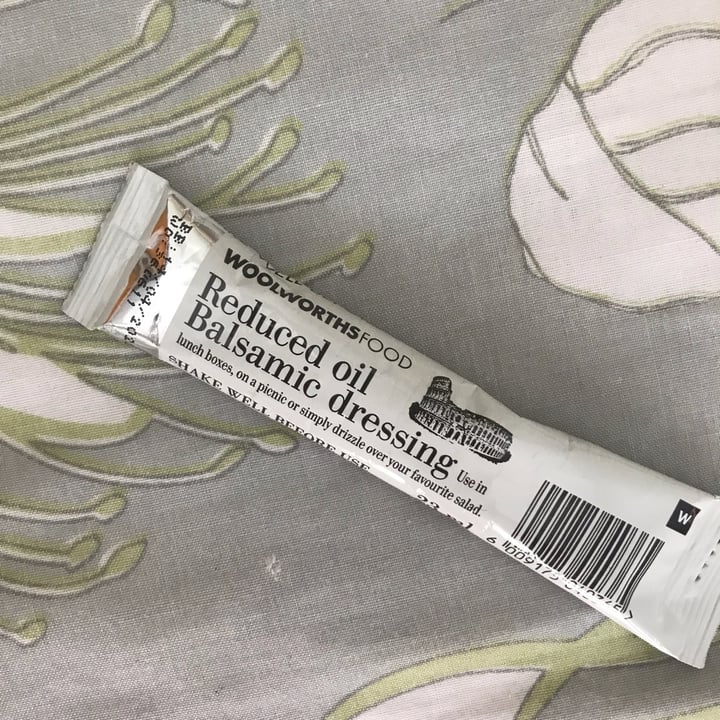 WOOLWORTHSFOOD
Reduced oil
Balsamic dressing Use in
lunch boxes, on a picnic or simply drizzle over your favourite salad.
SHAKE WELL BEFORE USE
W